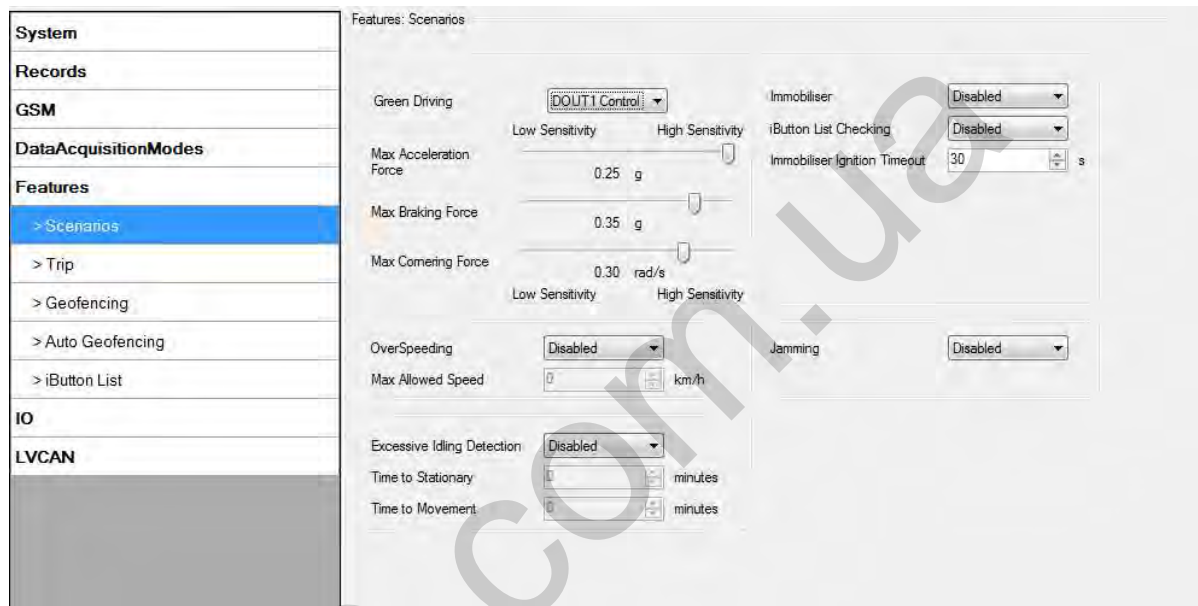 System
Records
GSM
DataAcquisitionModes
Features
> Scenarios
> Trip
> Geofencing
> Auto Geofencing
> iButton List
IO
LVCAN
Features: Scenarios
Green Driving DOUT1 Control
Low Sensitivity High Sensitivity
Max Acceleration
Force
0.25 g
Max Braking Force
0.35 g
Max Cornering Force
0.30 rad/s
Low Sensitivity High Sensitivity
OverSpeeding Disabled
Max Allowed Speed 0 km/h
Excessive Idling Detection Disabled
Time to Stationary 0 minutes
Time to Movement 0 minutes
Immobiliser Disabled
iButton List Checking Disabled
Immobiliser Ignition Timeout 30 s
Jamming Disabled
com.ua